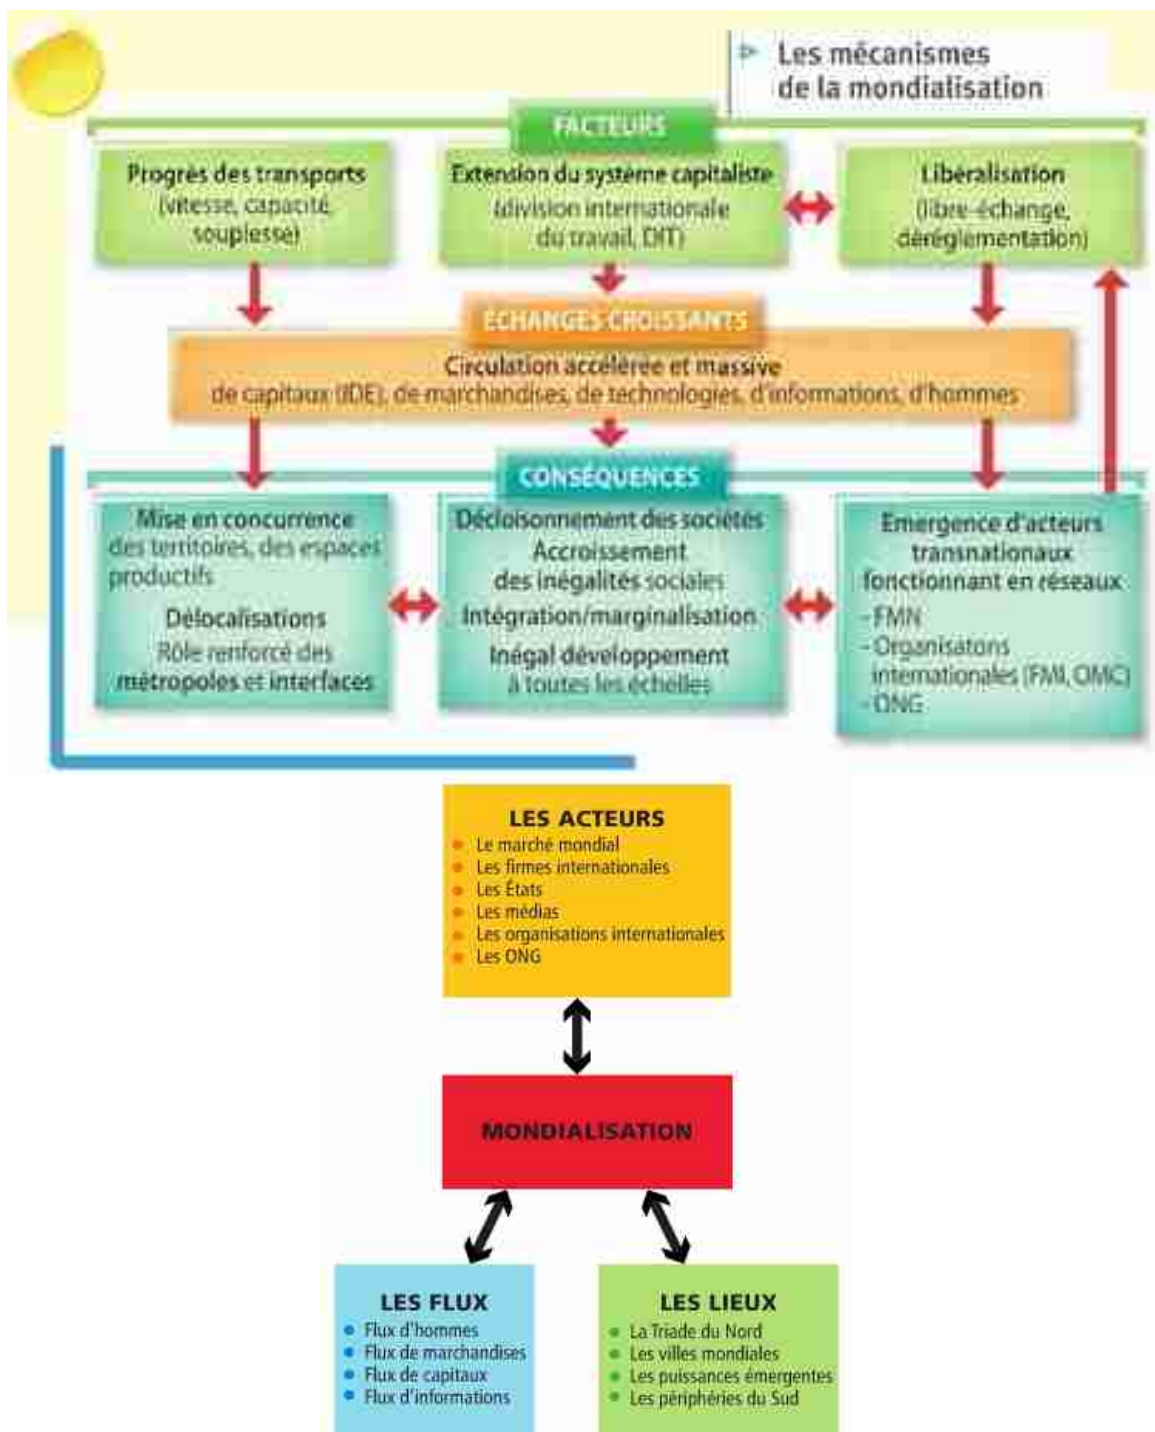 Les mécanismes
de la mondialisation
FACTEURS
Progrès des transports
(vitesse, capacité,
souplesse)
Extension du système capitaliste
(division internationale
du travail, DIT)
Libéralisation
(libre-échange,
déréglementation)
ÉCHANGES CROISSANTS
Circulation accélérée et massive
de capitaux (IDE), de marchandises, de technologies, d'informations, d'hommes
CONSÉQUENCES
Mise en concurrence
des territoires, des espaces
productifs
Délocalisations
Rôle renforcé des
métropoles et interfaces
Décloisonnement des sociétés
Accroissement
des inégalités sociales
Intégration/marginalisation
Inégal développement
à toutes les échelles
Emergence d'acteurs
transnationaux
fonctionnant en réseaux
- FMN
- Organisatons
internationales (FMI, OMC)
- ONG
LES ACTEURS
Le marché mondial
Les firmes internationales
Les États
Les médias
Les organisations internationales
Les ONG
MONDIALISATION
LES FLUX
Flux d'hommes
Flux de marchandises
Flux de capitaux
Flux d'informations
LES LIEUX
La Triade du Nord
Les villes mondiales
Les puissances émergentes
Les périphéries du Sud